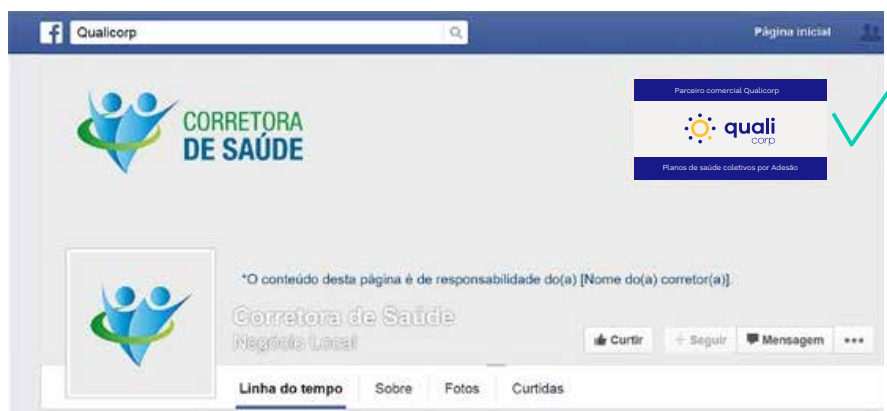 f Qualicorp
Página inicial
CORRETORA
DE SAÚDE
Parceiro comercial Qualicorp
quali
corp
Planos de saúde coletivos por Adesão
*O conteúdo desta página é de responsabilidade do(a) [Nome do(a) corretor(a)].
Corretora de Saúde
Negócio Local
Curtir + Seguir Mensagem •••
Linha do tempo Sobre Fotos Curtidas